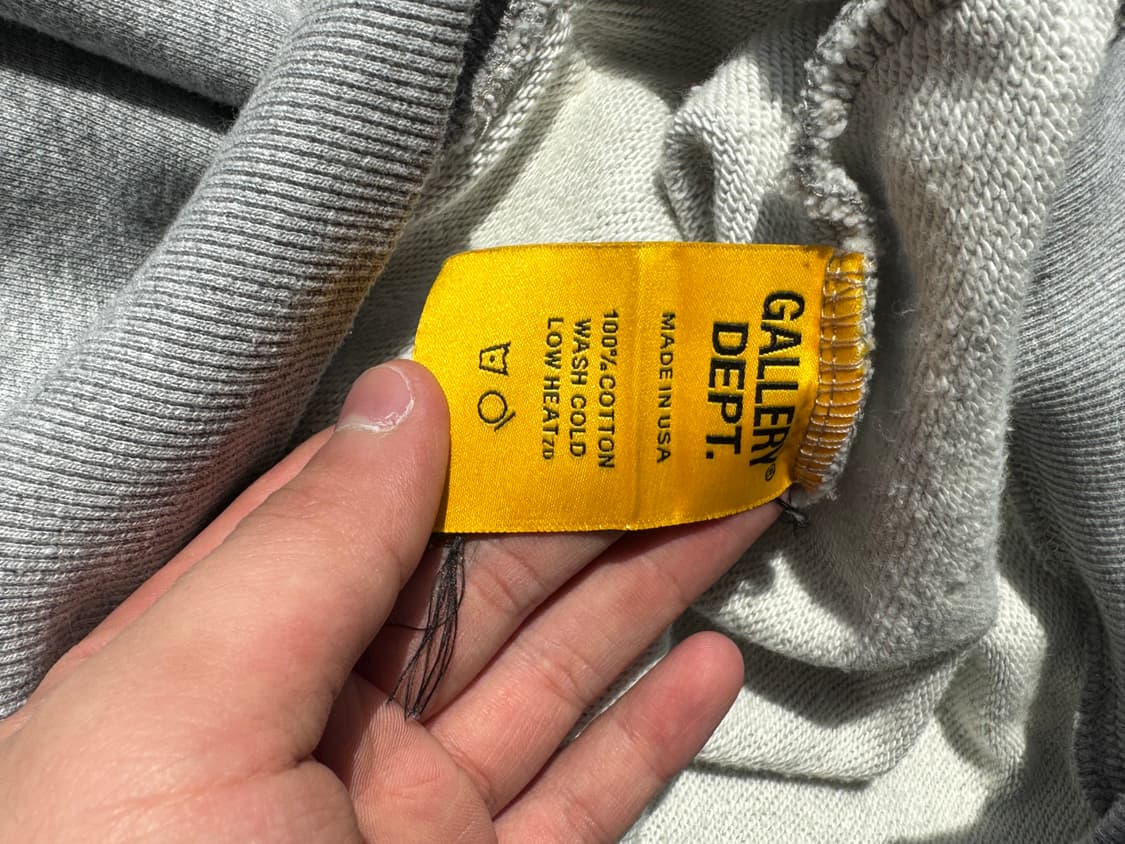 GALLERY®
DEPT.
MADE IN USA
100% COTTON
WASH COLD
LOW HEAT